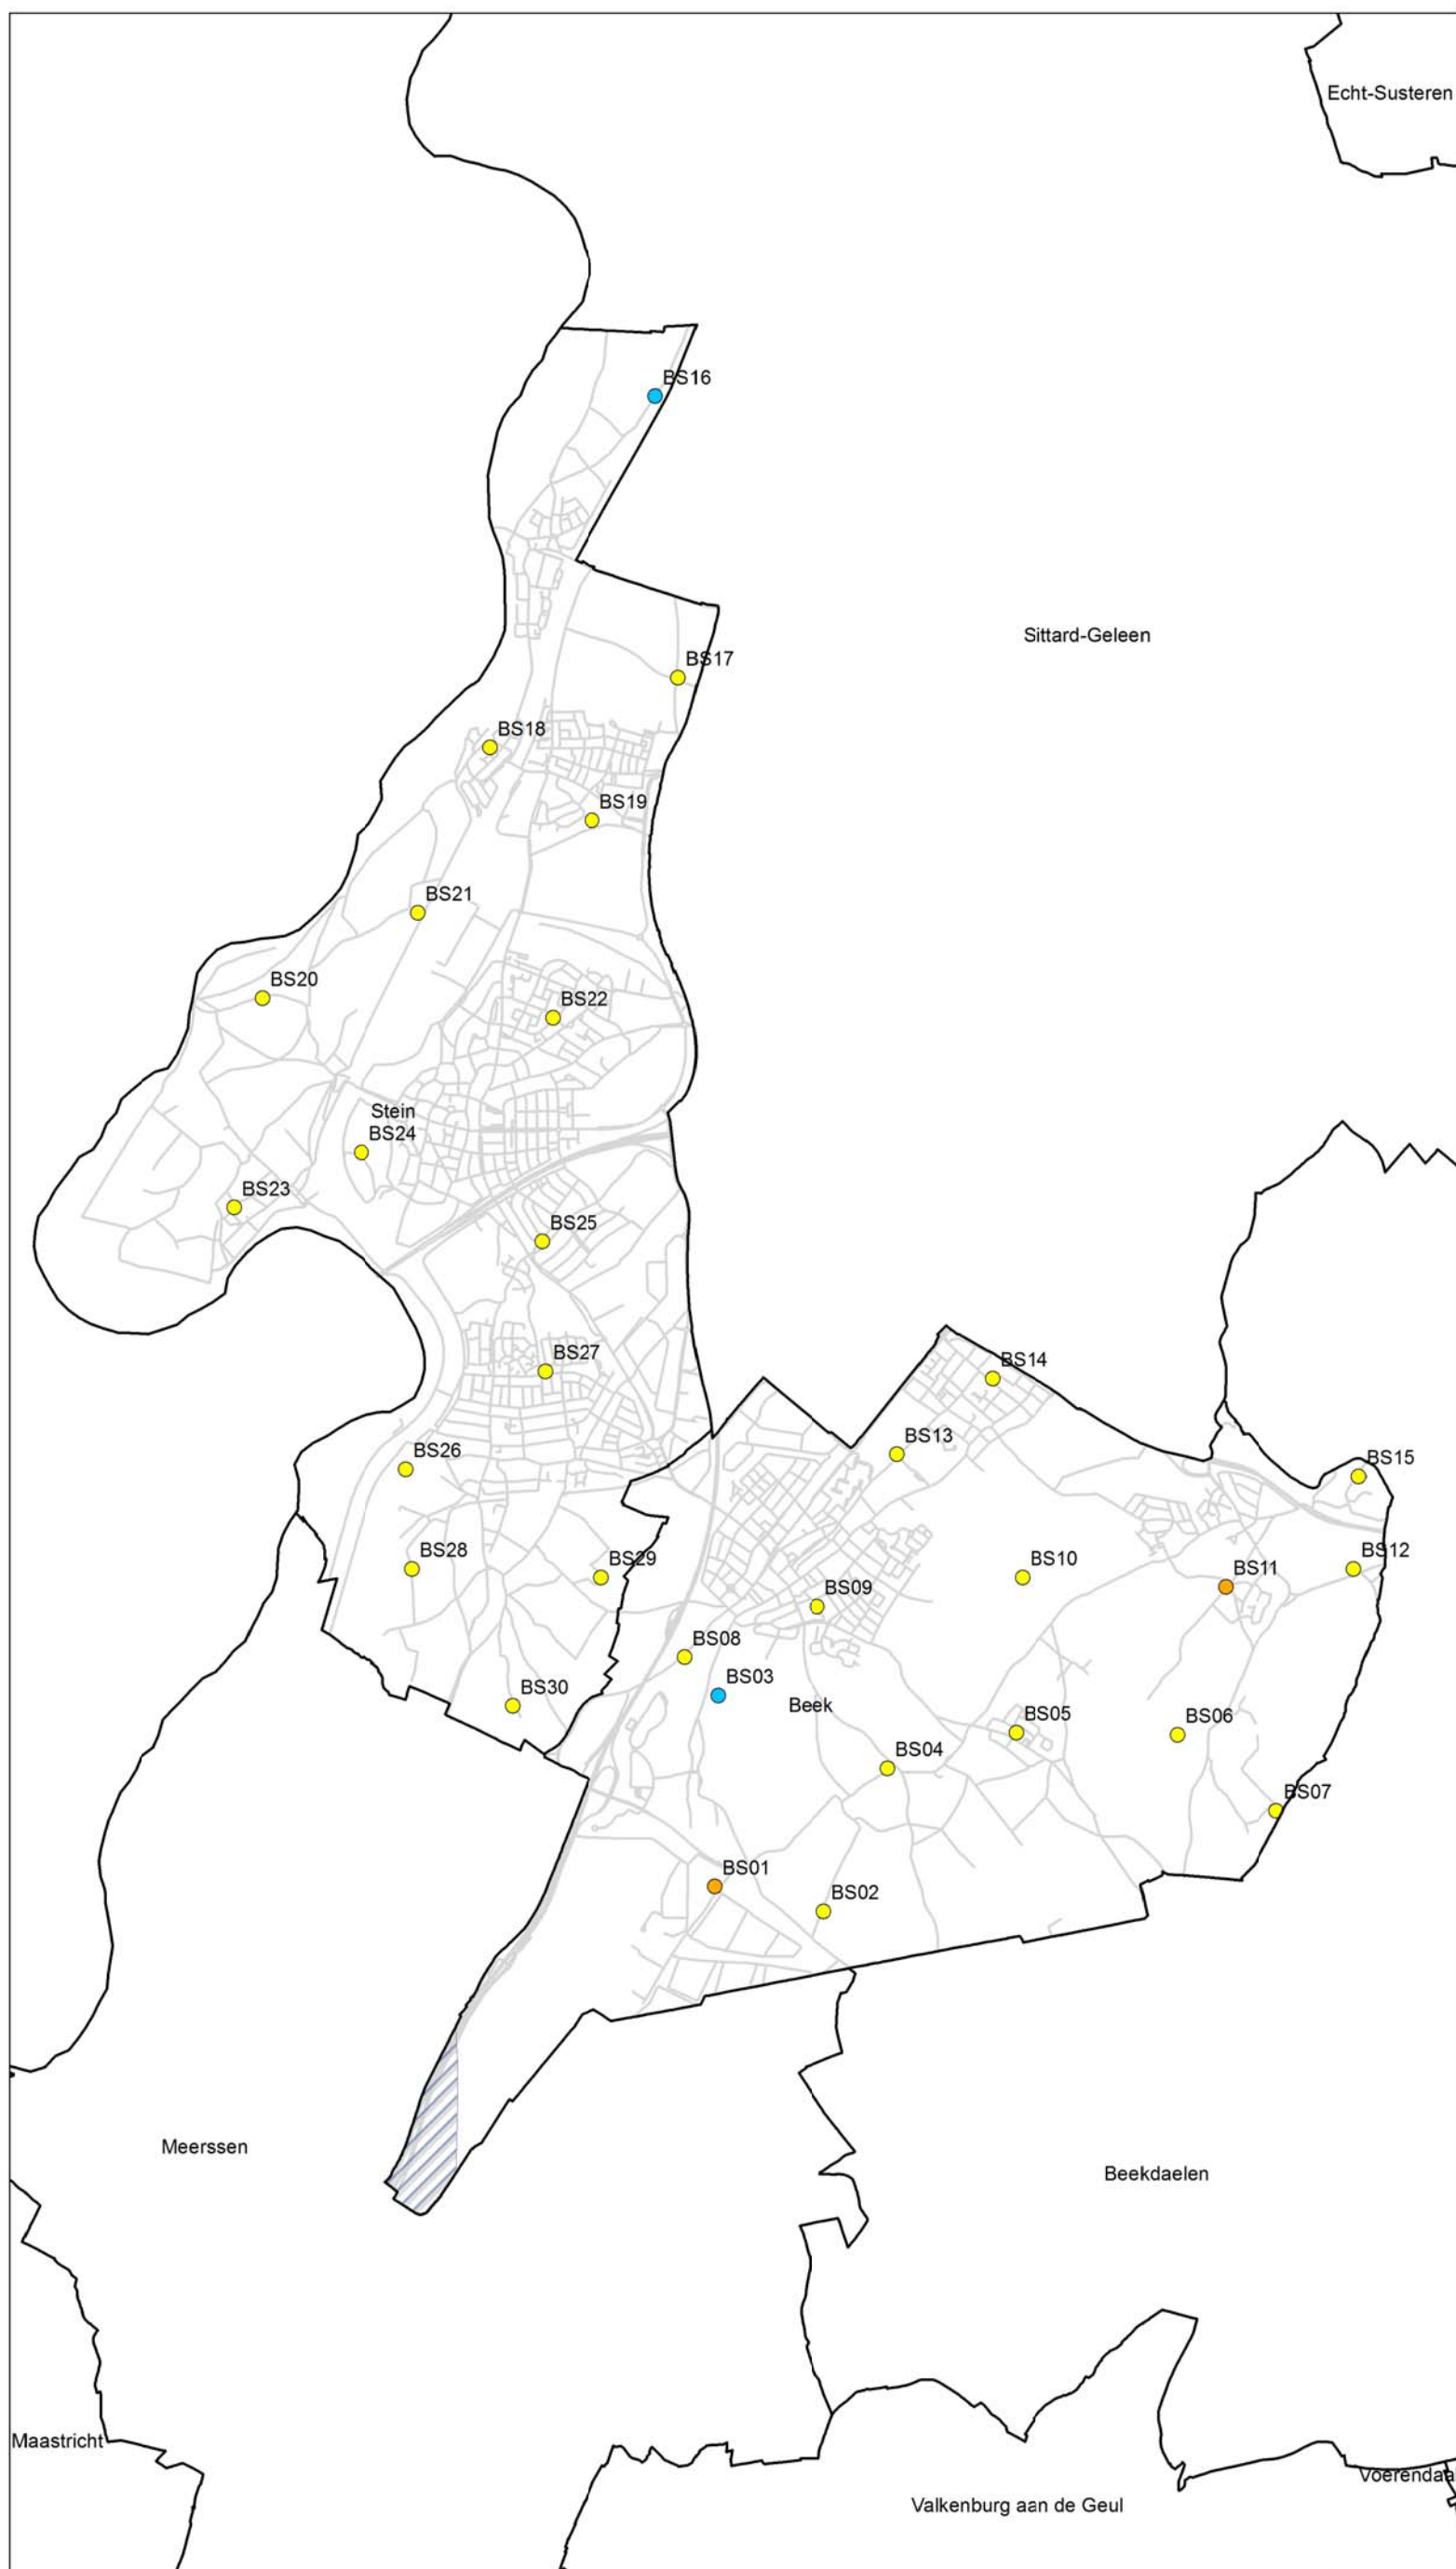 Echt-Susteren
BS16
Sittard-Geleen
BS17
BS18
BS19
BS21
BS20
BS22
Stein
BS24
BS23
BS25
BS27
BS14
BS13
BS26
BS15
BS28
BS29
BS10
BS12
BS11
BS09
BS08
BS03
BS30
Beek
BS05
BS06
BS04
BS07
BS01
BS02
Meerssen
Beekdaelen
Maastricht
Voerendaa
Valkenburg aan de Geul